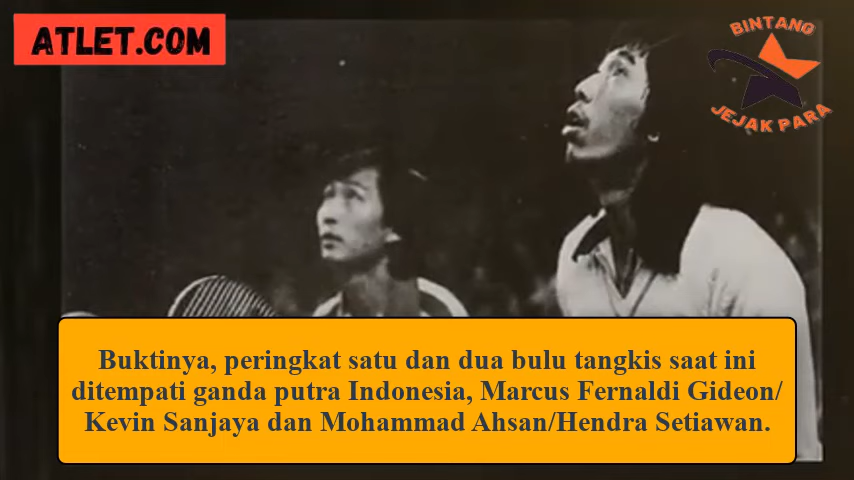 ATLET.COM
BINTANG
JEJAK PARA
Buktinya, peringkat satu dan dua bulu tangkis saat ini
ditempati ganda putra Indonesia, Marcus Fernaldi Gideon/
Kevin Sanjaya dan Mohammad Ahsan/Hendra Setiawan.